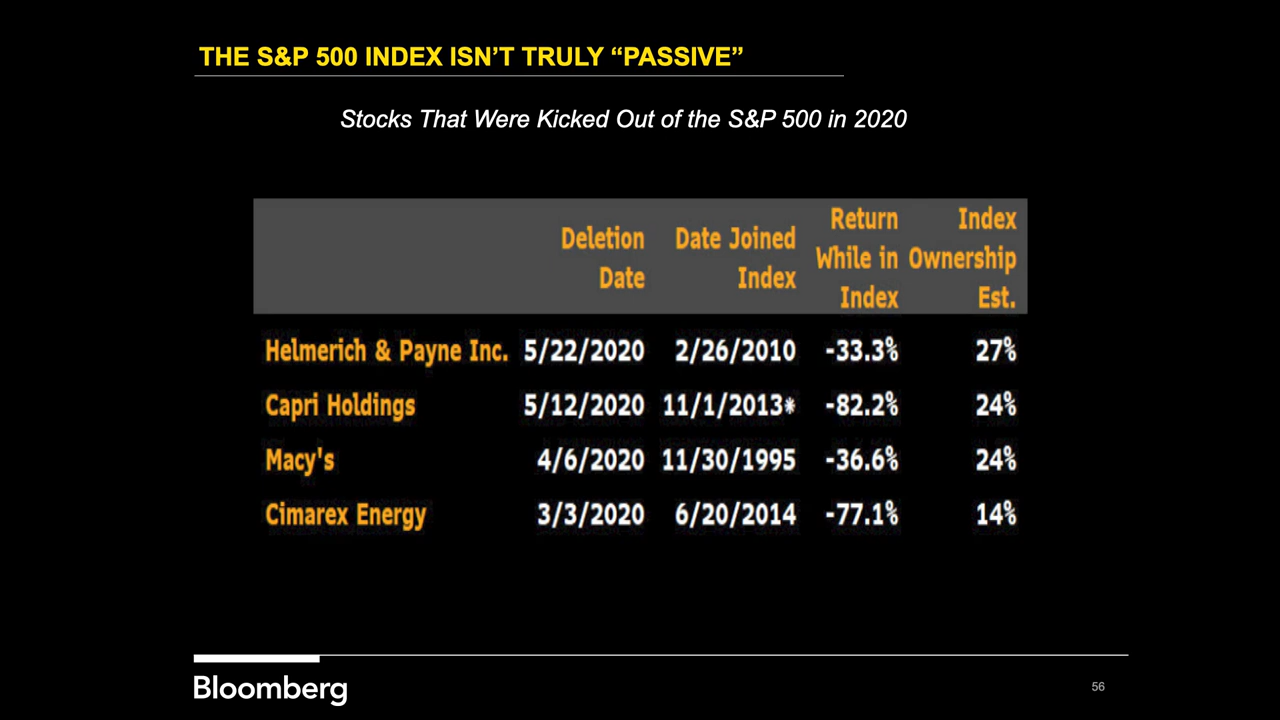 THE S&P 500 INDEX ISN’T TRULY “PASSIVE”
Stocks That Were Kicked Out of the S&P 500 in 2020
Deletion Date Date Joined Index Return While in Index Index Ownership Est.
Helmerich & Payne Inc. 5/22/2020 2/26/2010 -33.3% 27%
Capri Holdings 5/12/2020 11/1/2013* -82.2% 24%
Macy's 4/6/2020 11/30/1995 -36.6% 24%
Cimarex Energy 3/3/2020 6/20/2014 -77.1% 14%
Bloomberg
56